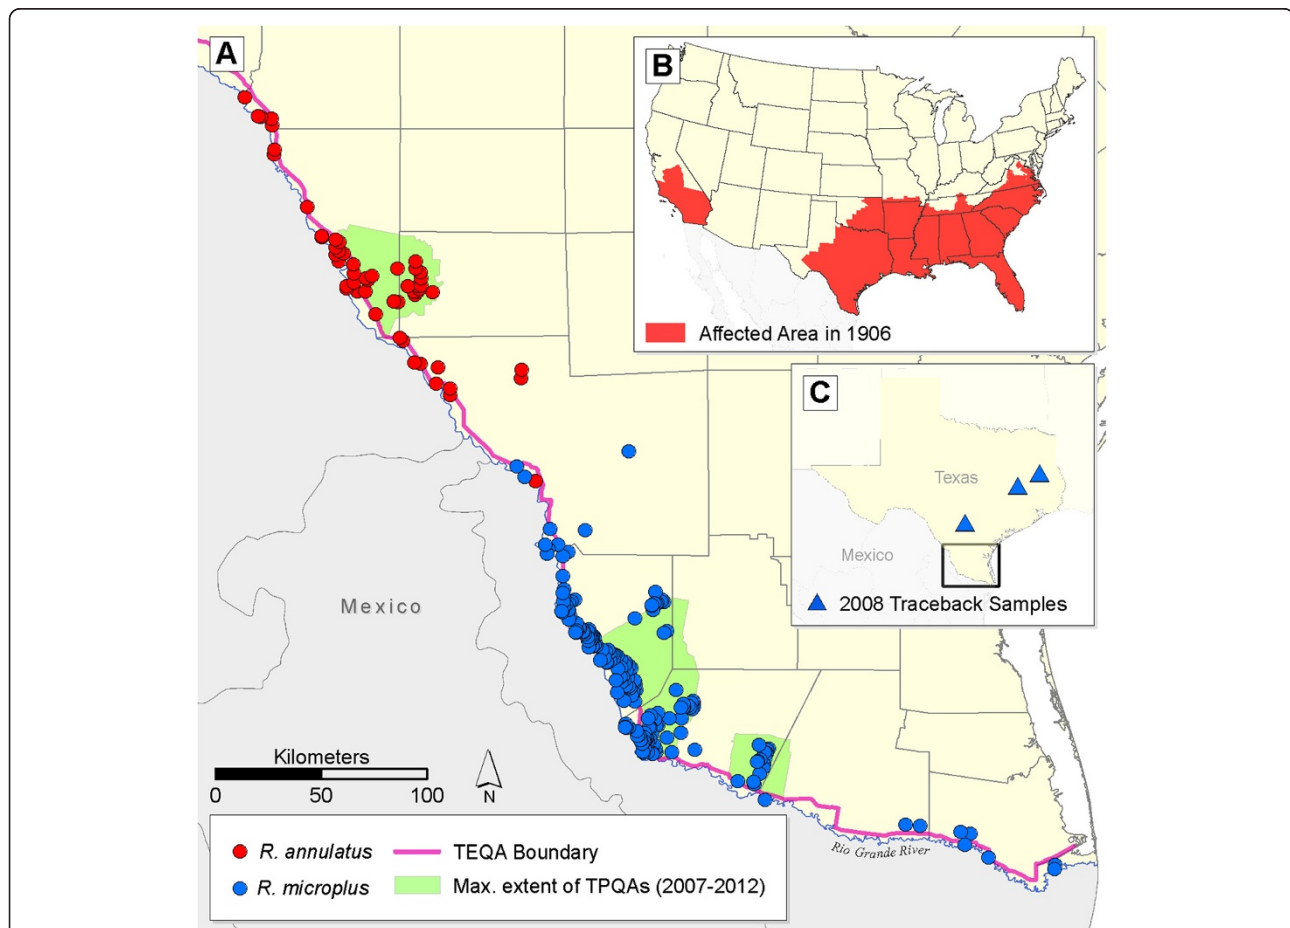 A
B
Affected Area in 1906
C
Texas
Mexico
2008 Traceback Samples
Mexico
Kilometers
0 50 100
N
Rio Grande River
R. annulatus
TEQA Boundary
R. microplus
Max. extent of TPQAs (2007-2012)